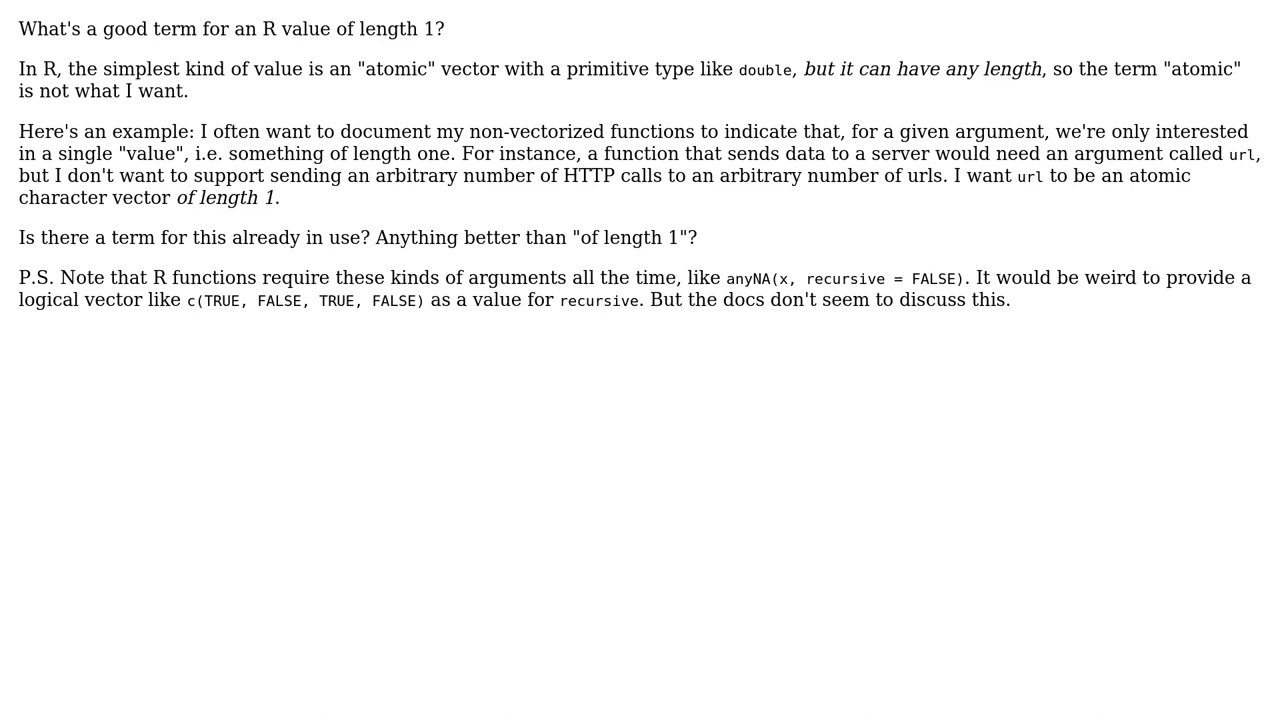 What's a good term for an R value of length 1?
In R, the simplest kind of value is an "atomic" vector with a primitive type like double, but it can have any length, so the term "atomic"
is not what I want.
Here's an example: I often want to document my non-vectorized functions to indicate that, for a given argument, we're only interested
in a single "value", i.e. something of length one. For instance, a function that sends data to a server would need an argument called url,
but I don't want to support sending an arbitrary number of HTTP calls to an arbitrary number of urls. I want url to be an atomic
character vector of length 1.
Is there a term for this already in use? Anything better than "of length 1"?
P.S. Note that R functions require these kinds of arguments all the time, like anyNA(x, recursive = FALSE). It would be weird to provide a
logical vector like c(TRUE, FALSE, TRUE, FALSE) as a value for recursive. But the docs don't seem to discuss this.